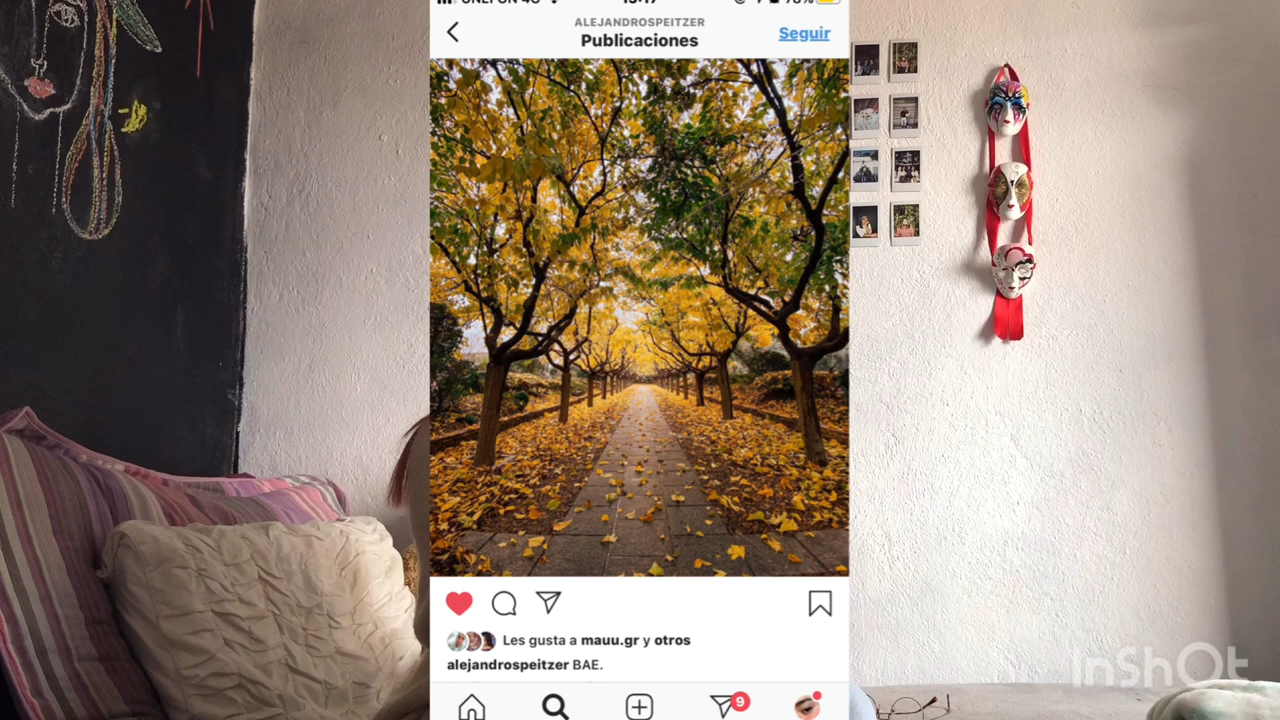 ALEJANDROSPEITZER
Publicaciones
Seguir
Les gusta a mauu.gr y otros
alejandrospeitzer BAE.
9
InShOt